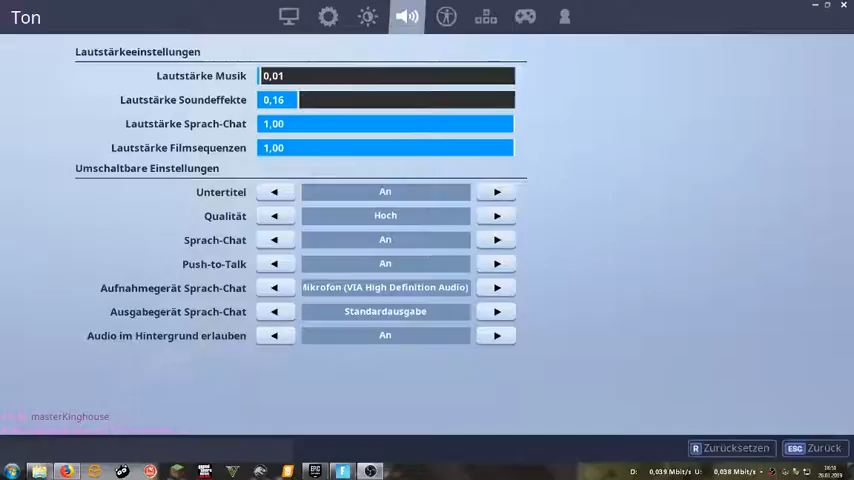 Ton
Lautstärkeeinstellungen
Lautstärke Musik 0,01
Lautstärke Soundeffekte 0,16
Lautstärke Sprach-Chat 1,00
Lautstärke Filmsequenzen 1,00
Umschaltbare Einstellungen
Untertitel An
Qualität Hoch
Sprach-Chat An
Push-to-Talk An
Aufnahmegerät Sprach-Chat Mikrofon (VIA High Definition Audio)
Ausgabegerät Sprach-Chat Standardausgabe
Audio im Hintergrund erlauben An
masterKinghouse
R Zurücksetzen ESC Zurück
D: 0,039 Mbit/s U: 0,038 Mbit/s